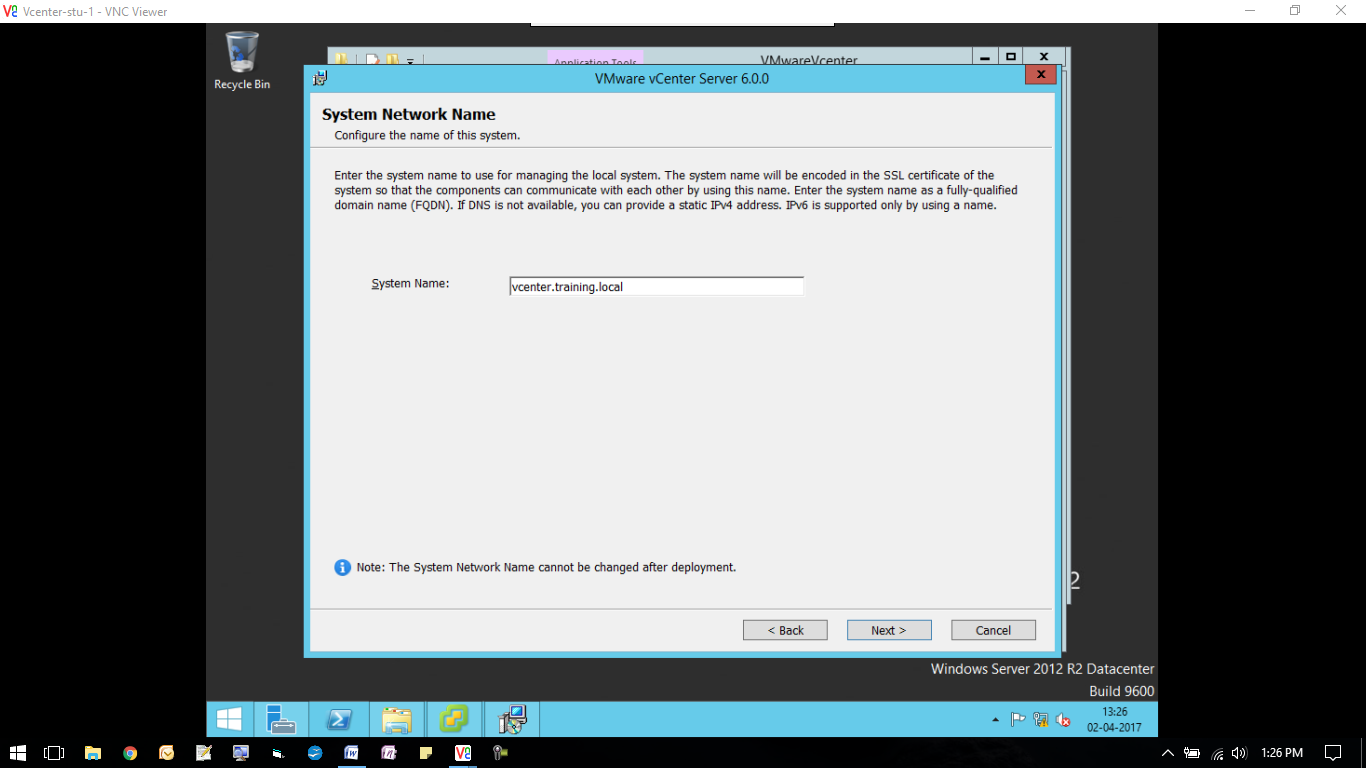 Vcenter-stu-1 - VNC Viewer
Recycle Bin
Application Tools
VMwareVcenter
VMware vCenter Server 6.0.0
System Network Name
Configure the name of this system.
Enter the system name to use for managing the local system. The system name will be encoded in the SSL certificate of the
system so that the components can communicate with each other by using this name. Enter the system name as a fully-qualified
domain name (FQDN). If DNS is not available, you can provide a static IPv4 address. IPv6 is supported only by using a name.
System Name:
vcenter.training.local
Note: The System Network Name cannot be changed after deployment.
2
< Back
Next >
Cancel
Windows Server 2012 R2 Datacenter
Build 9600
13:26
02-04-2017
1:26 PM